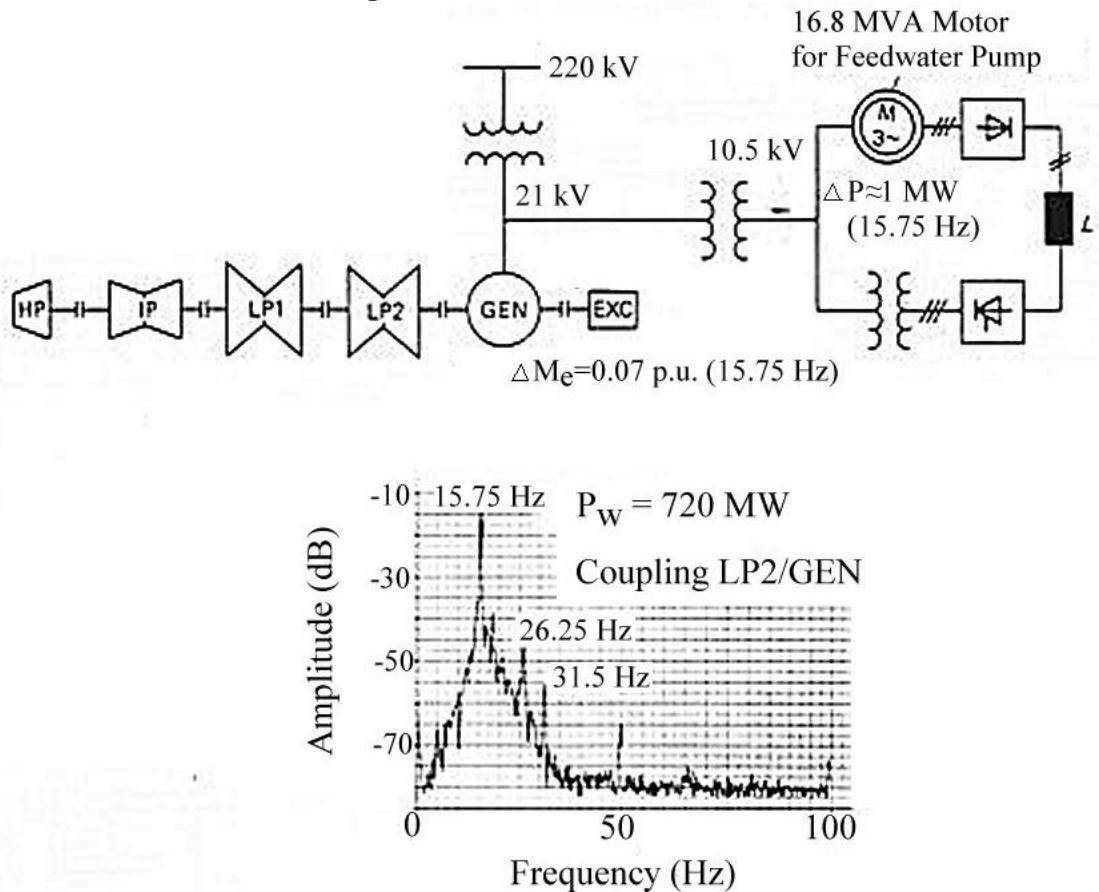 16.8 MVA Motor
for Feedwater Pump
220 kV
M
3~
10.5 kV
21 kV
△P≈1 MW
(15.75 Hz)
L
HP
IP
LP1
LP2
GEN
EXC
△Me=0.07 p.u. (15.75 Hz)
-10
15.75 Hz
PW = 720 MW
-30
Coupling LP2/GEN
26.25 Hz
-50
31.5 Hz
-70
Amplitude (dB)
0
50
100
Frequency (Hz)